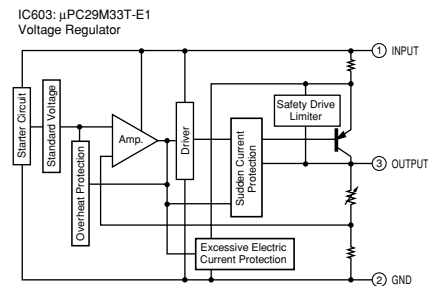 IC603: µPC29M33T-E1
Voltage Regulator
1 INPUT
Starter Circuit
Standard Voltage
Overheat Protection
Amp.
Driver
Sudden Current
Protection
Safety Drive
Limiter
3 OUTPUT
Excessive Electric
Current Protection
2 GND